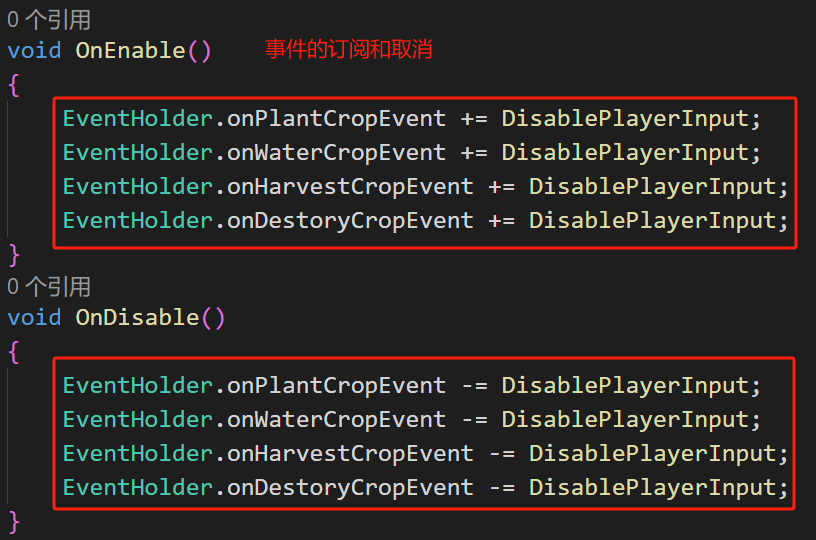 0 个引用
void OnEnable()    事件的订阅和取消
{
EventHolder.onPlantCropEvent += DisablePlayerInput;
EventHolder.onWaterCropEvent += DisablePlayerInput;
EventHolder.onHarvestCropEvent += DisablePlayerInput;
EventHolder.onDestoryCropEvent += DisablePlayerInput;
}
0 个引用
void OnDisable()
{
EventHolder.onPlantCropEvent -= DisablePlayerInput;
EventHolder.onWaterCropEvent -= DisablePlayerInput;
EventHolder.onHarvestCropEvent -= DisablePlayerInput;
EventHolder.onDestoryCropEvent -= DisablePlayerInput;
}